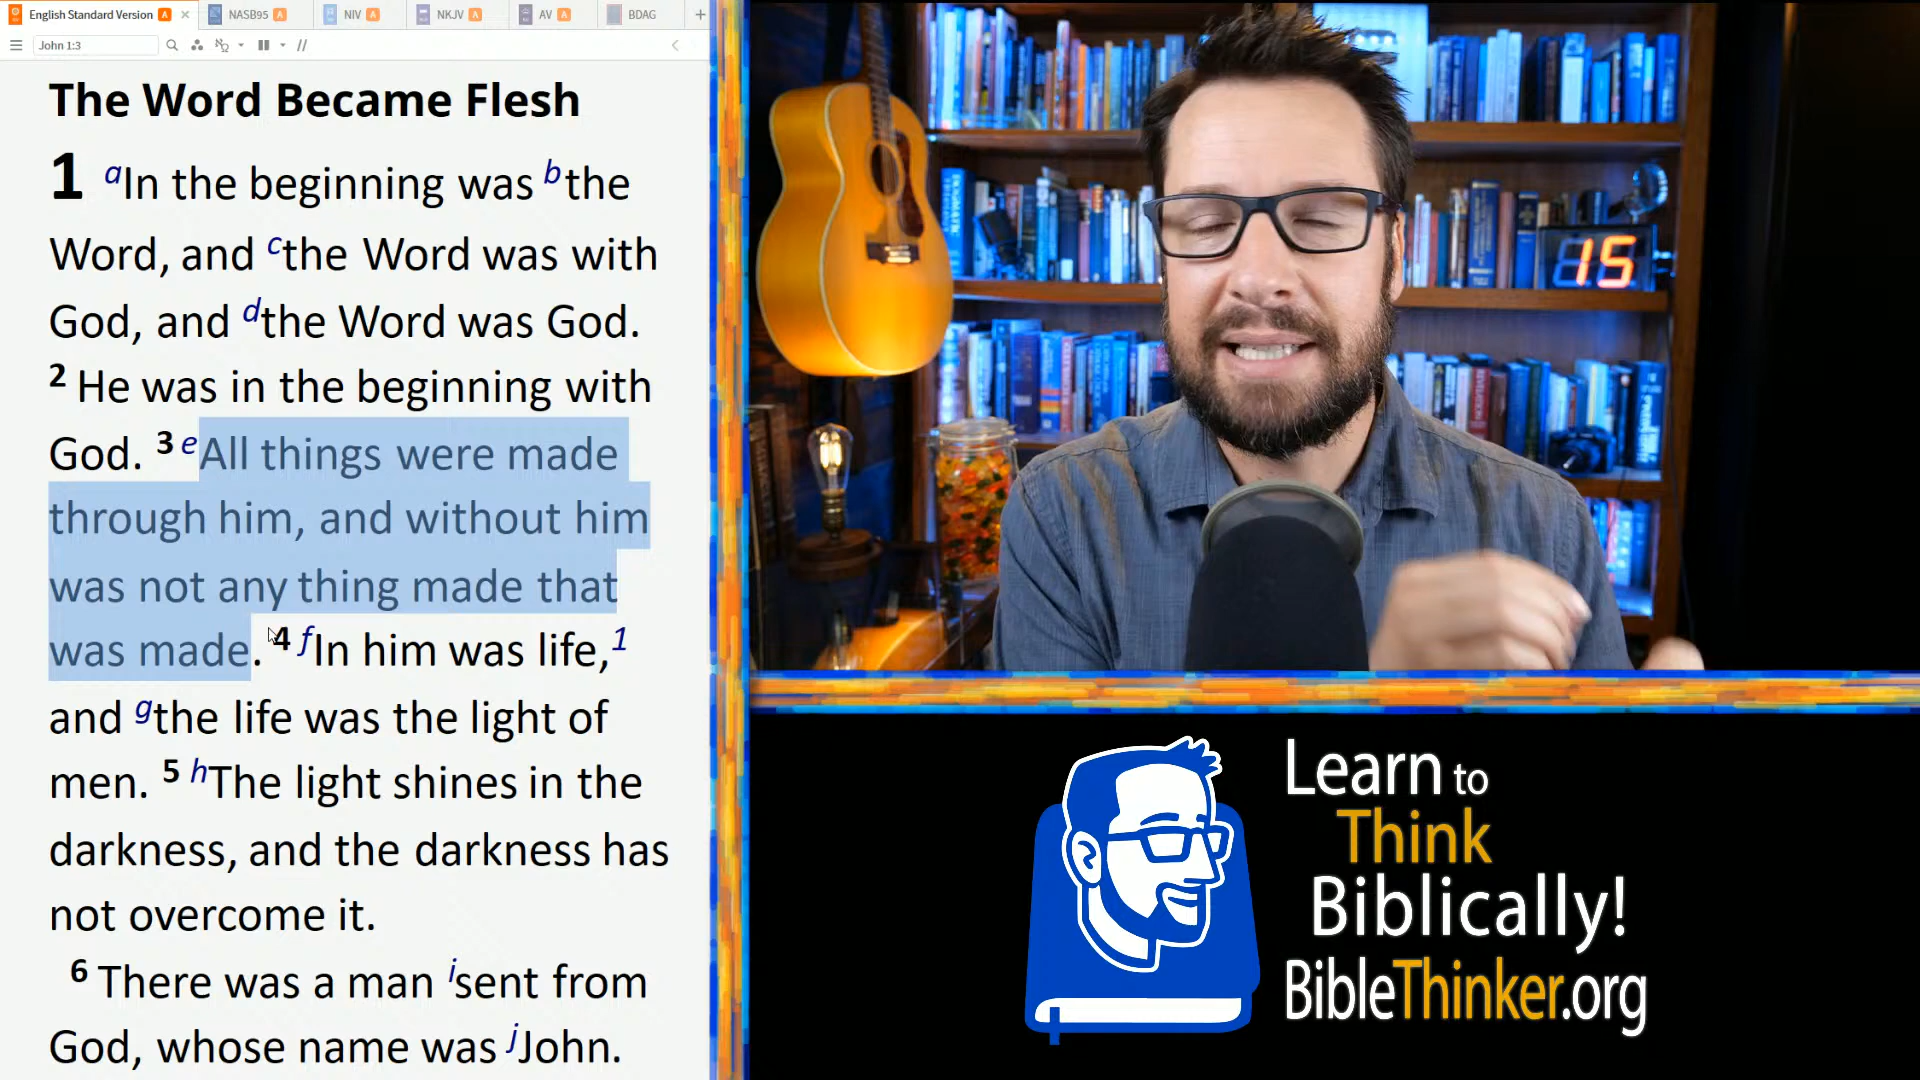 English Standard Version
NASB95
NIV
NKJV
AV
BDAG
John 1:3
The Word Became Flesh
1 aIn the beginning was bthe
Word, and cthe Word was with
God, and dthe Word was God.
2 He was in the beginning with
God. 3 eAll things were made
through him, and without him
was not any thing made that
was made. 4 fIn him was life,1
and gthe life was the light of
men. 5 hThe light shines in the
darkness, and the darkness has
not overcome it.
6 There was a man isent from
God, whose name was jJohn.
15
Learn to
Think
Biblically!
BibleThinker.org